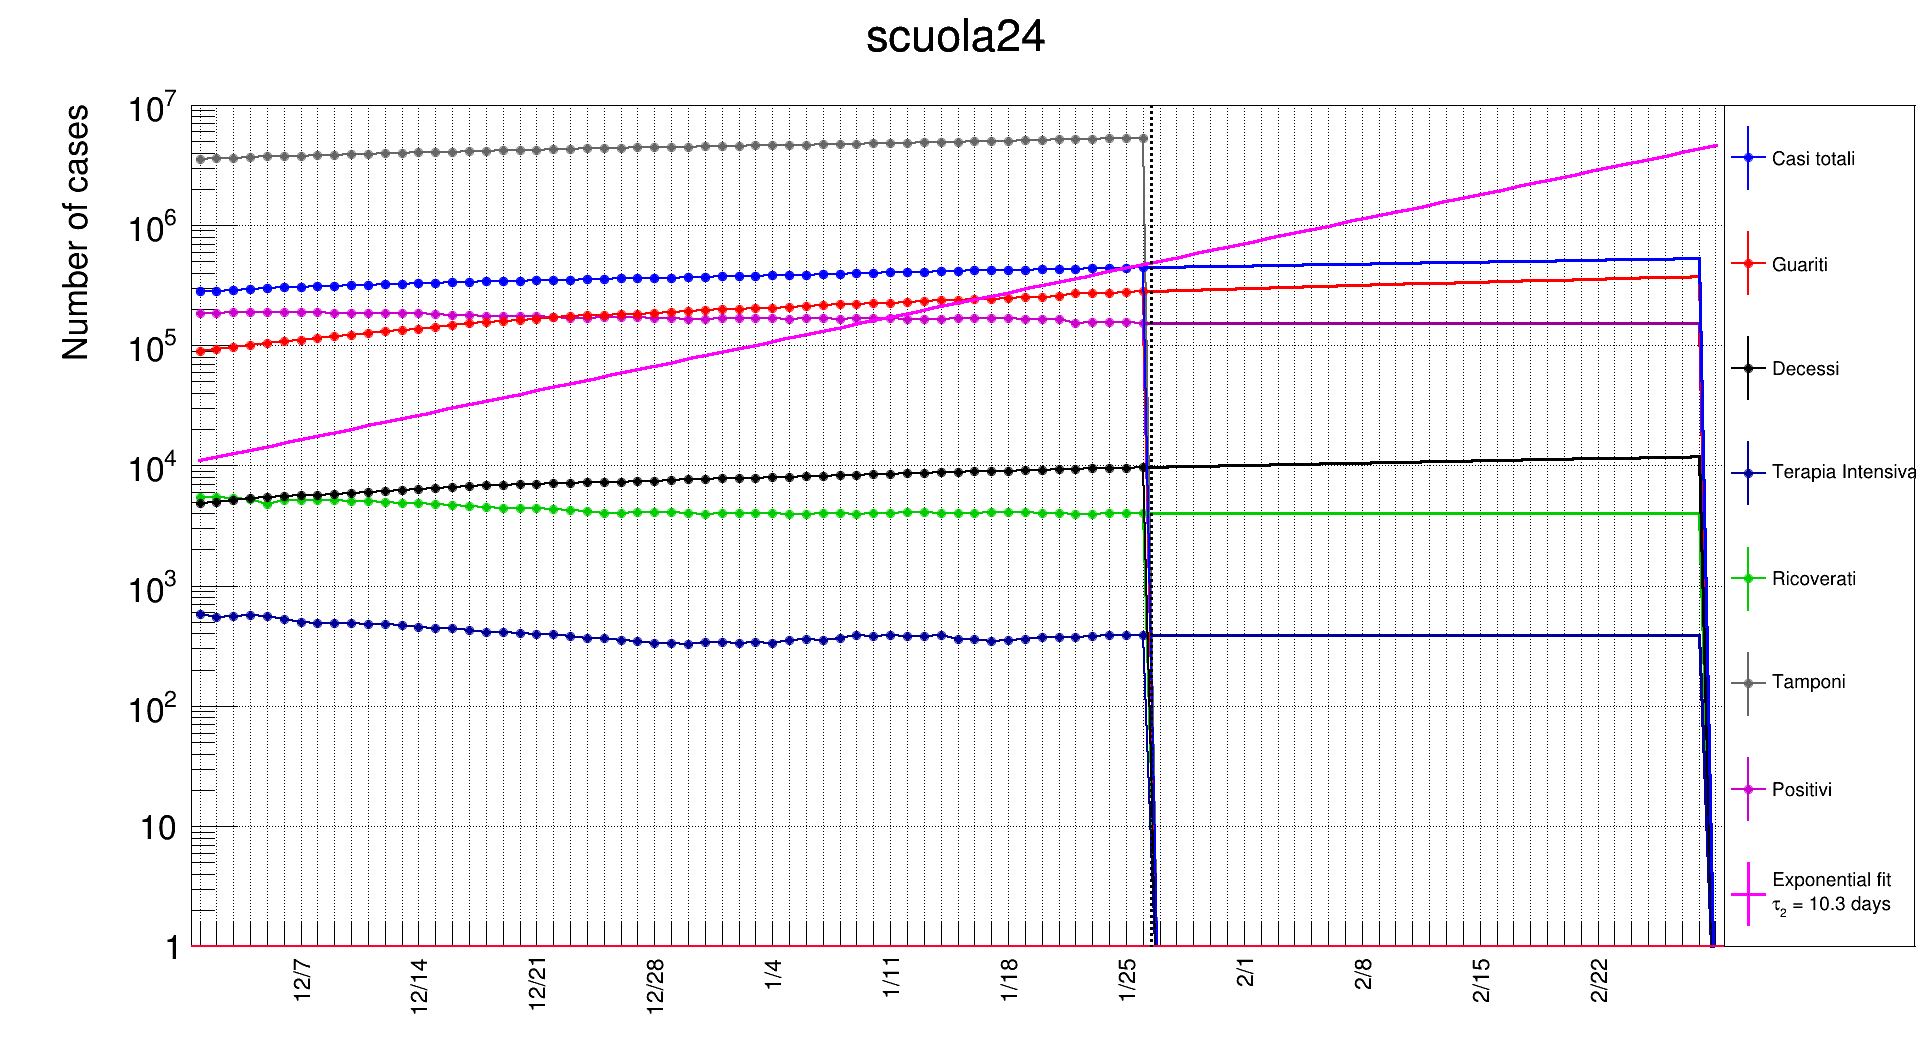 scuola24
Number of cases
10^7
10^6
10^5
10^4
10^3
10^2
10
1
12/7
12/14
12/21
12/28
1/4
1/11
1/18
1/25
2/1
2/8
2/15
2/22
Casi totali
Guariti
Decessi
Terapia Intensiva
Ricoverati
Tamponi
Positivi
Exponential fit
τ_2 = 10.3 days